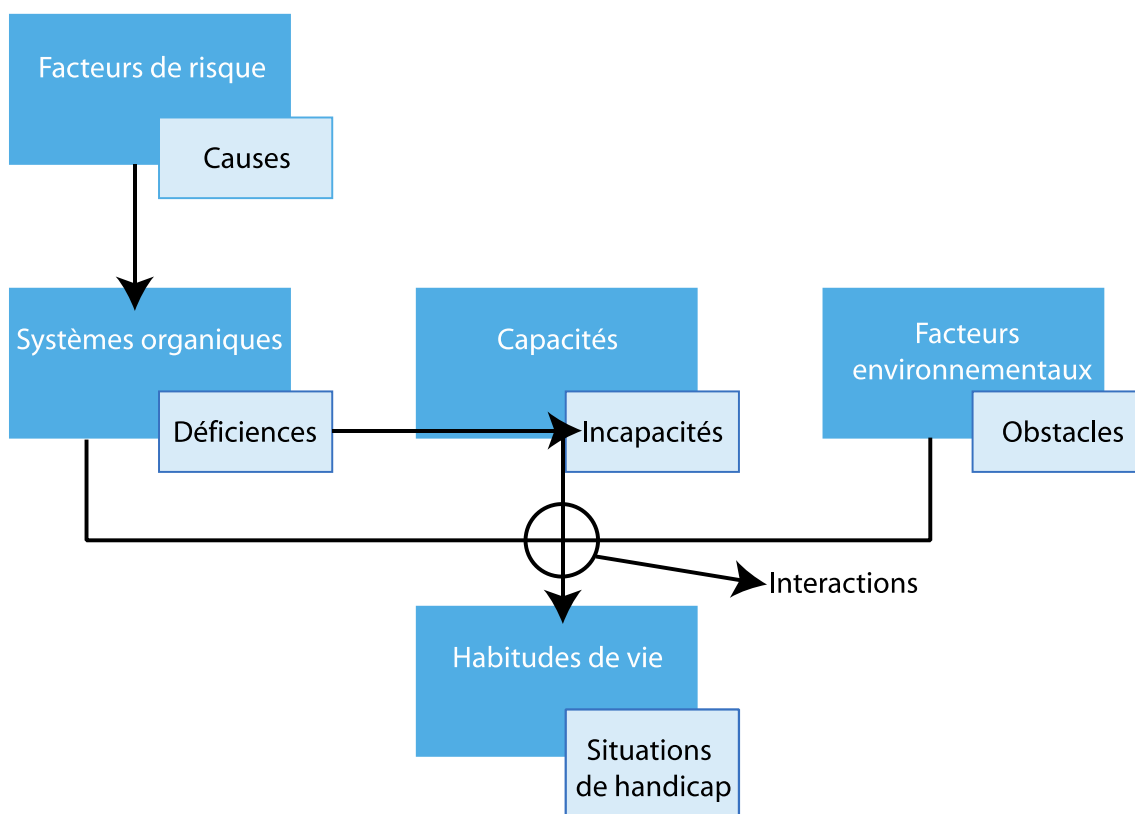 Facteurs de risque
Causes
Systèmes organiques
Déficiences
Capacités
Incapacités
Facteurs
environnementaux
Obstacles
Interactions
Habitudes de vie
Situations
de handicap